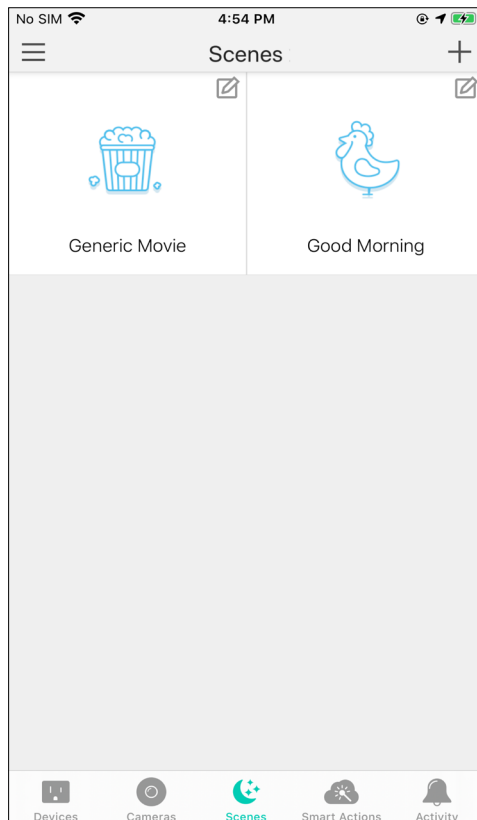 No SIM 4:54 PM
Scenes
Generic Movie Good Morning
Devices Cameras Scenes Smart Actions Activity